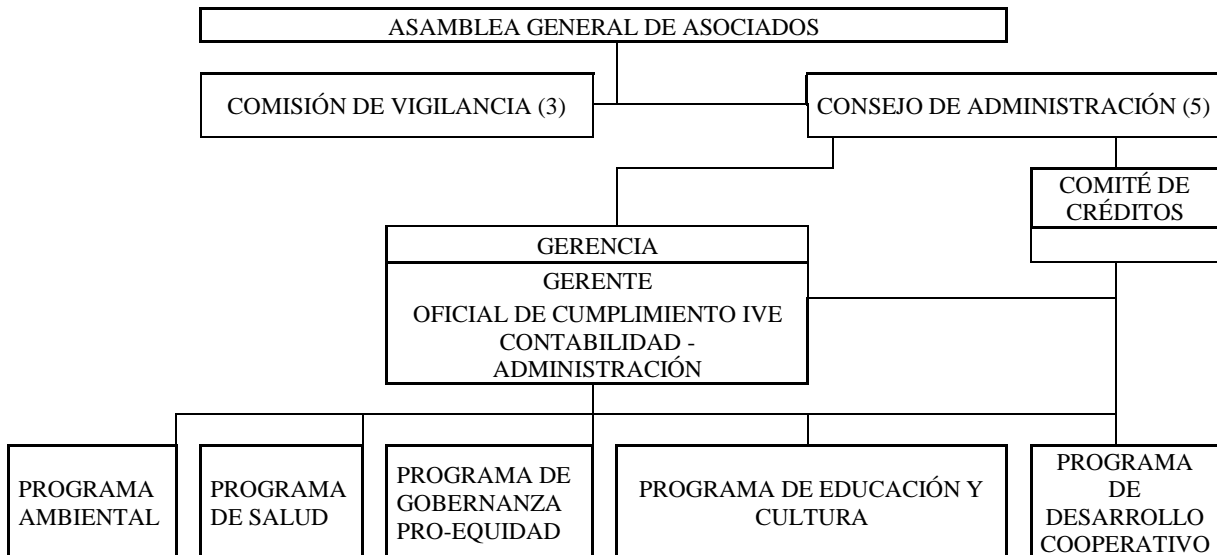 ASAMBLEA GENERAL DE ASOCIADOS
COMISIÓN DE VIGILANCIA (3)
CONSEJO DE ADMINISTRACIÓN (5)
COMITÉ DE
CRÉDITOS
GERENCIA
GERENTE
OFICIAL DE CUMPLIMIENTO IVE
CONTABILIDAD -
ADMINISTRACIÓN
PROGRAMA
AMBIENTAL
PROGRAMA
DE SALUD
PROGRAMA DE
GOBERNANZA
PRO-EQUIDAD
PROGRAMA DE EDUCACIÓN Y
CULTURA
PROGRAMA
DE
DESARROLLO
COOPERATIVO